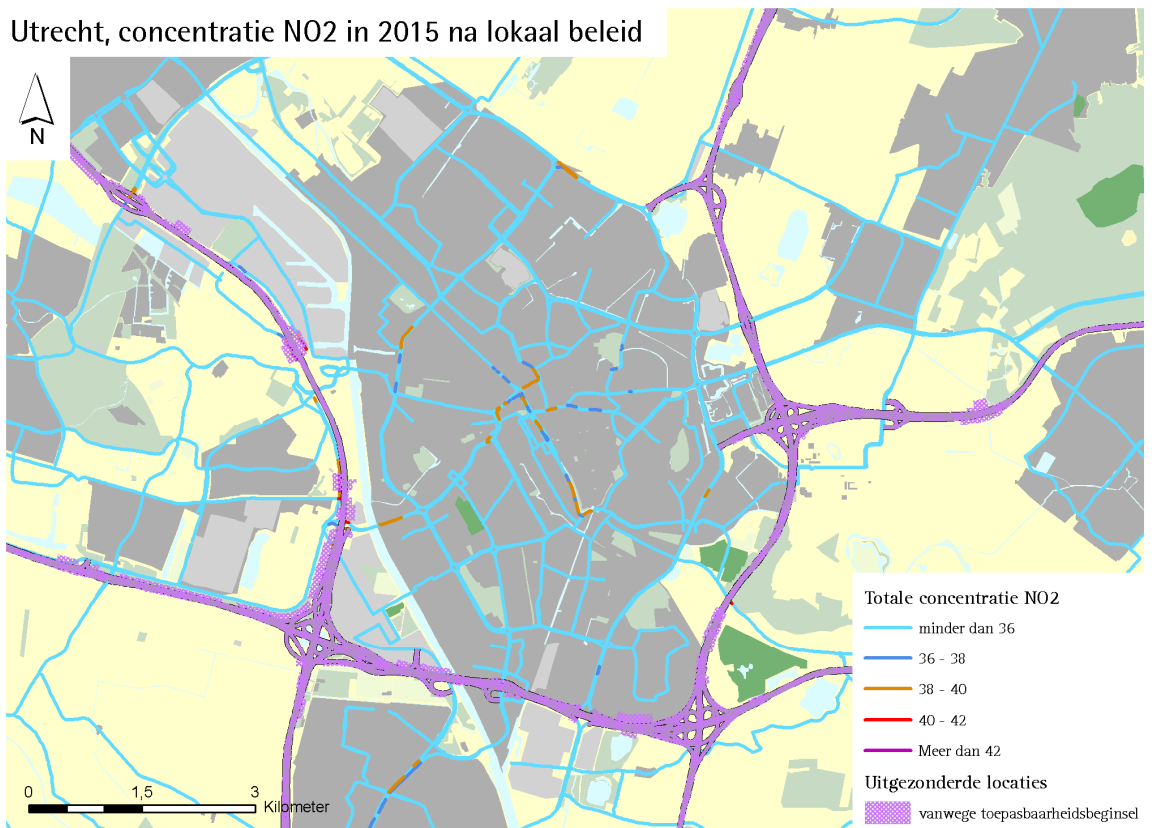 Utrecht, concentratie NO2 in 2015 na lokaal beleid
N
Totale concentratie NO2
minder dan 36
36 - 38
38 - 40
40 - 42
Meer dan 42
Uitgezonderde locaties
vanwege toepasbaarheidsbeginsel
0 1,5 3
Kilometer